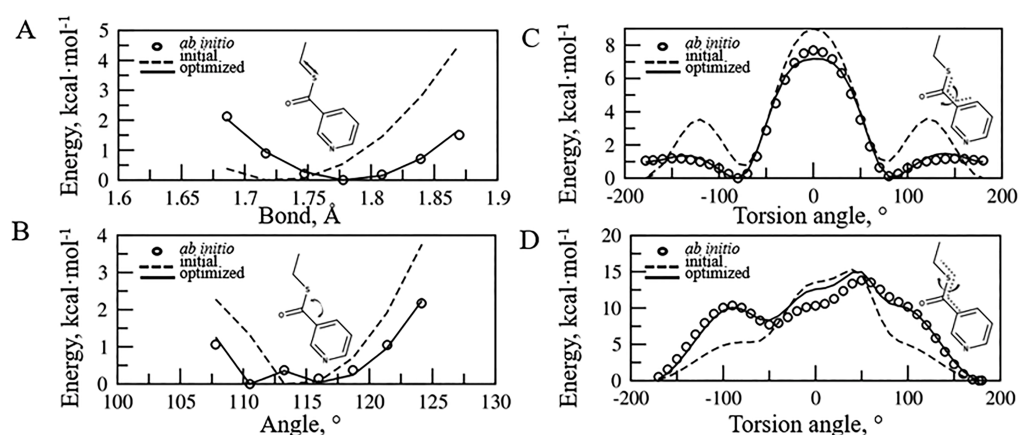 A
Energy, kcal·mol-1
5
4
3
2
1
0
ab initio
initial
optimized
S
O
N
1.6 1.65 1.7 1.75 1.8 1.85 1.9
Bond, Å
B
Energy, kcal·mol-1
4
3
2
1
0
ab initio
initial
optimized
S
O
N
100 105 110 115 120 125 130
Angle, °
C
Energy, kcal·mol-1
8
6
4
2
0
ab initio
initial
optimized
S
O
N
-200 -100 0 100 200
Torsion angle, °
D
Energy, kcal·mol-1
20
15
10
5
0
ab initio
initial
optimized
S
O
N
-200 -100 0 100 200
Torsion angle, °